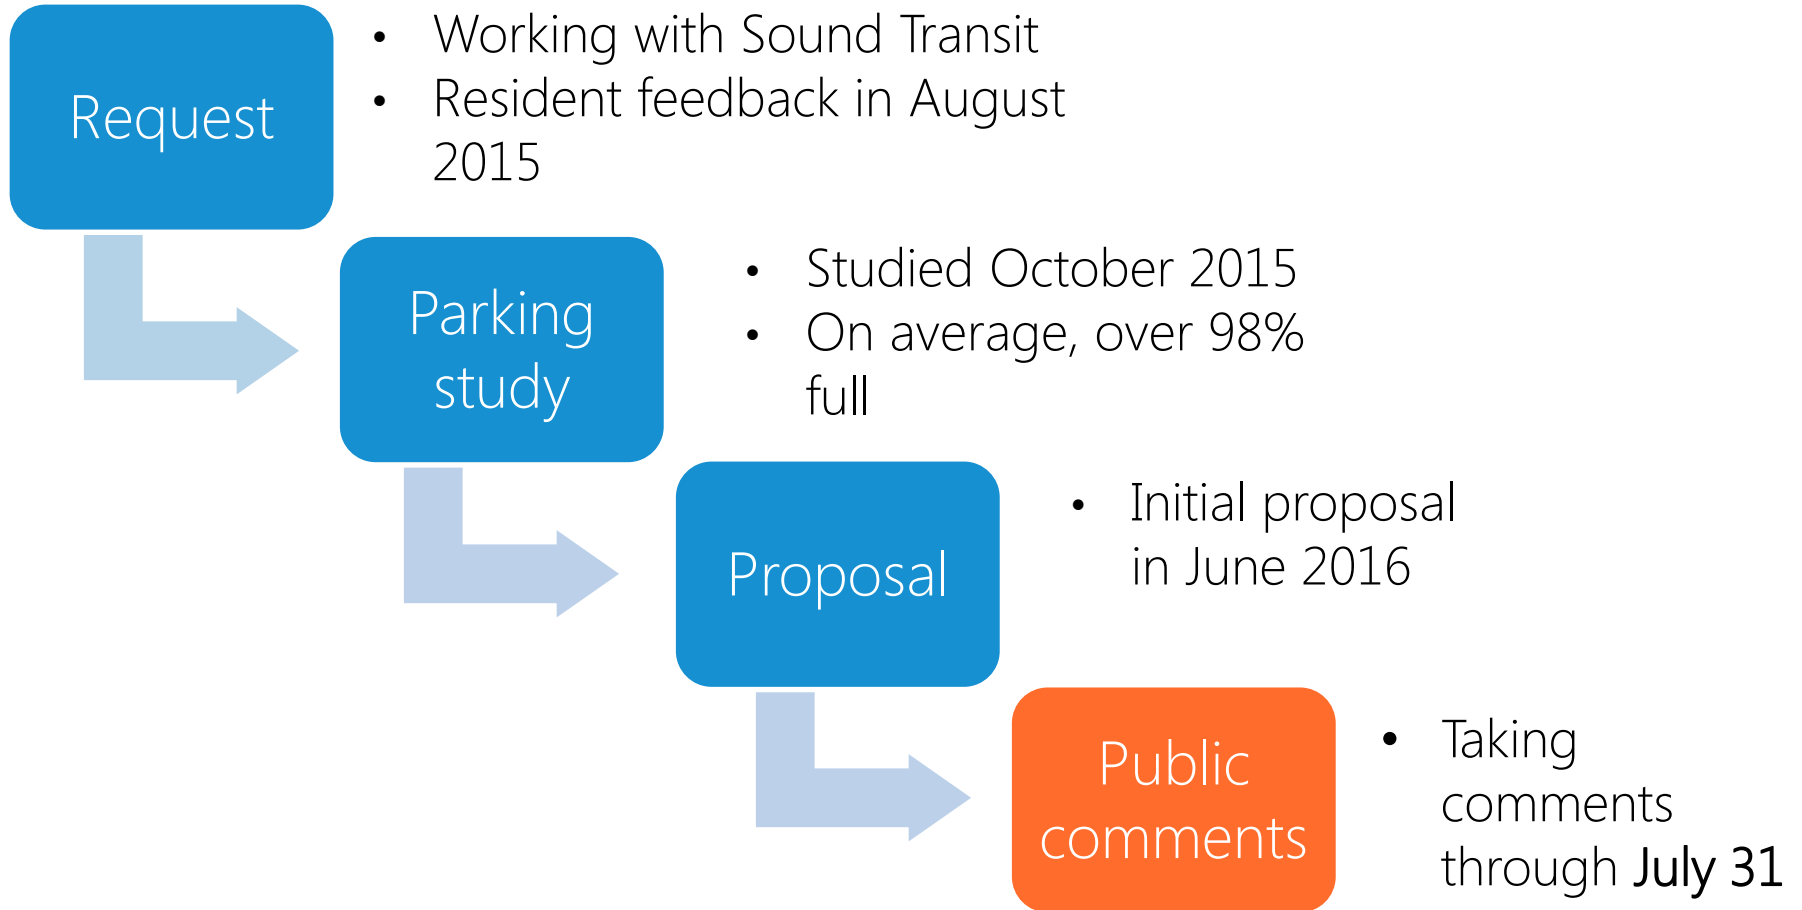 Request
• Working with Sound Transit
• Resident feedback in August
2015
Parking
study
• Studied October 2015
• On average, over 98%
full
Proposal
• Initial proposal
in June 2016
Public
comments
• Taking
comments
through July 31